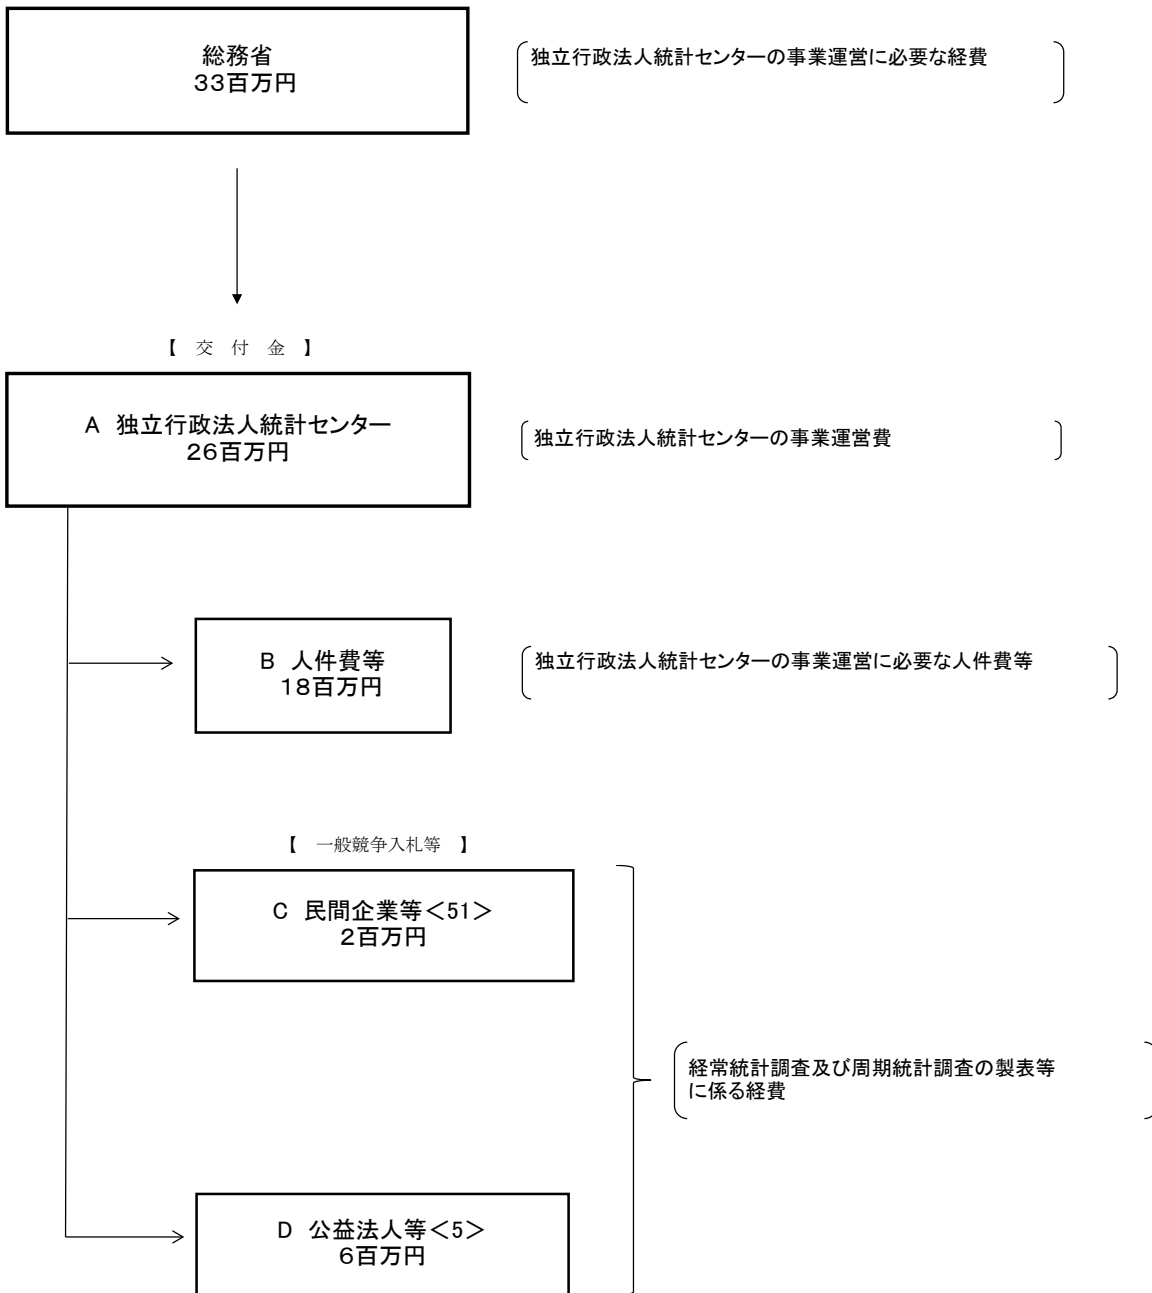 総務省
33百万円
独立行政法人統計センターの事業運営に必要な経費
【 交 付 金 】
A 独立行政法人統計センター
26百万円
独立行政法人統計センターの事業運営費
B 人件費等
18百万円
独立行政法人統計センターの事業運営に必要な人件費等
【 一般競争入札等 】
C 民間企業等＜51＞
2百万円
経常統計調査及び周期統計調査の製表等
に係る経費
D 公益法人等＜5＞
6百万円